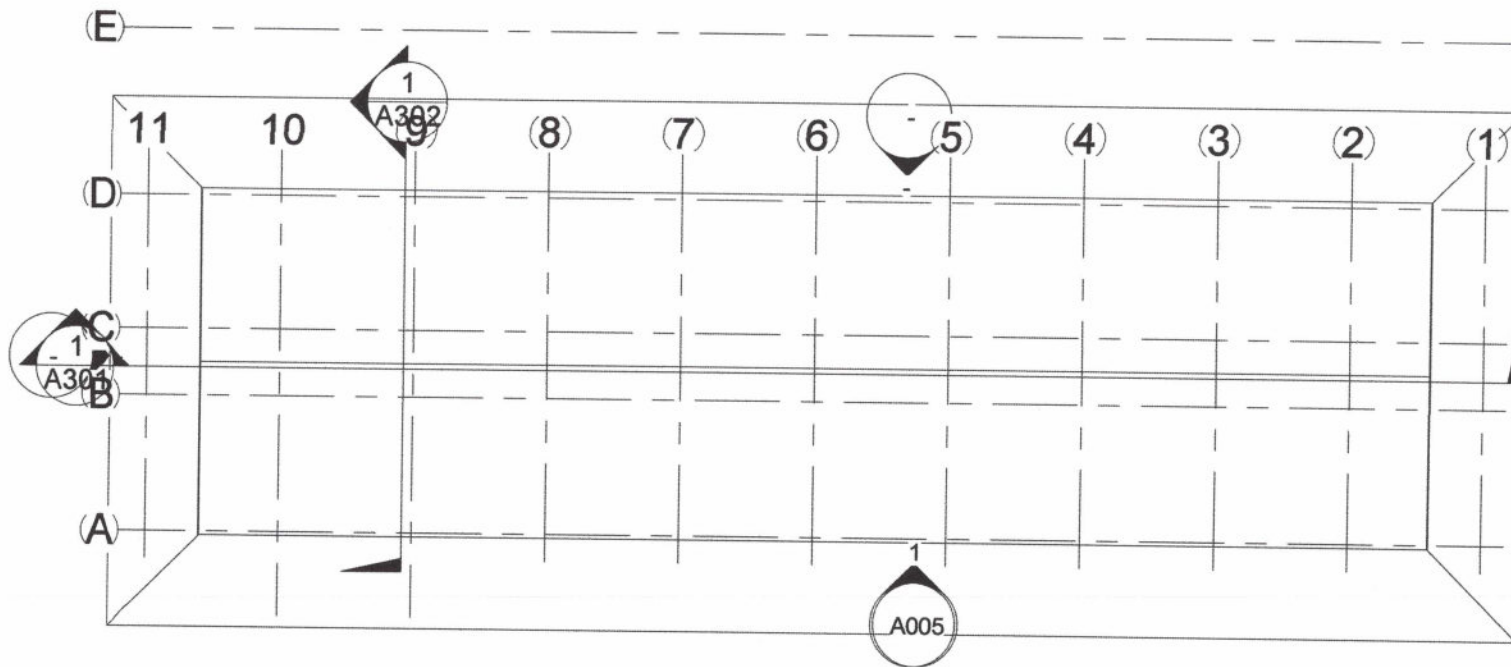 (E)
1
A302
-
11 10 (9) (8) (7) (6) (5) (4) (3) (2) (1)
-
(D)
(C)
- 1
A301
(B)
(A)
1
A005